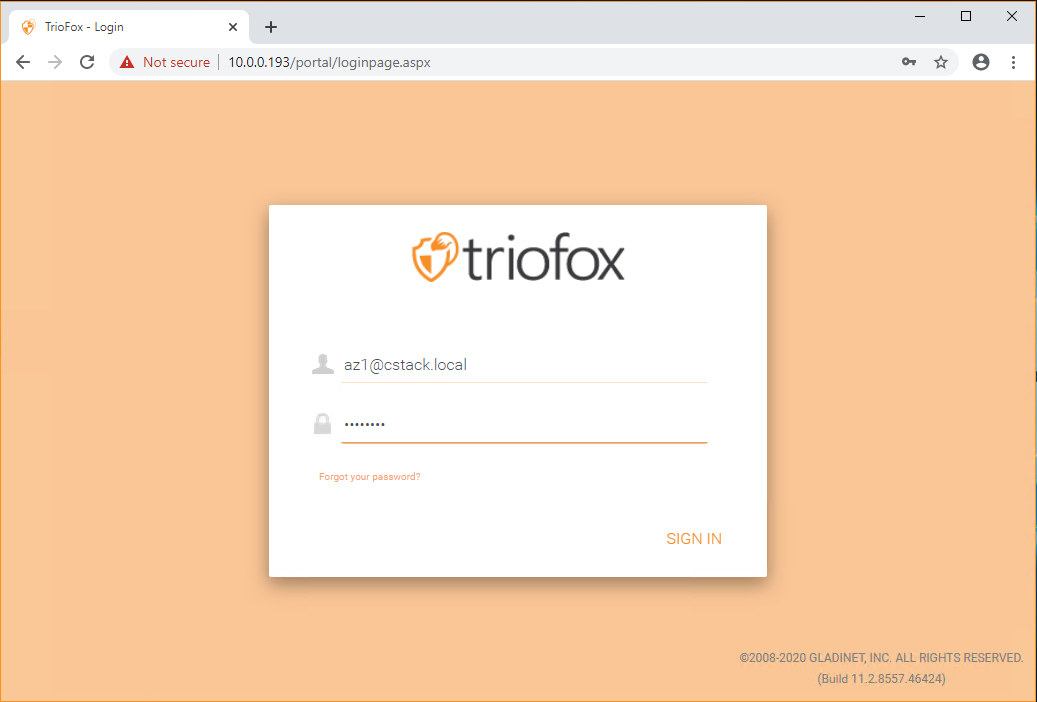 TrioFox - Login
Not secure
10.0.0.193/portal/loginpage.aspx
triofox
az1@cstack.local
••••••••
Forgot your password?
SIGN IN
©2008-2020 GLADINET, INC. ALL RIGHTS RESERVED.
(Build 11.2.8557.46424)